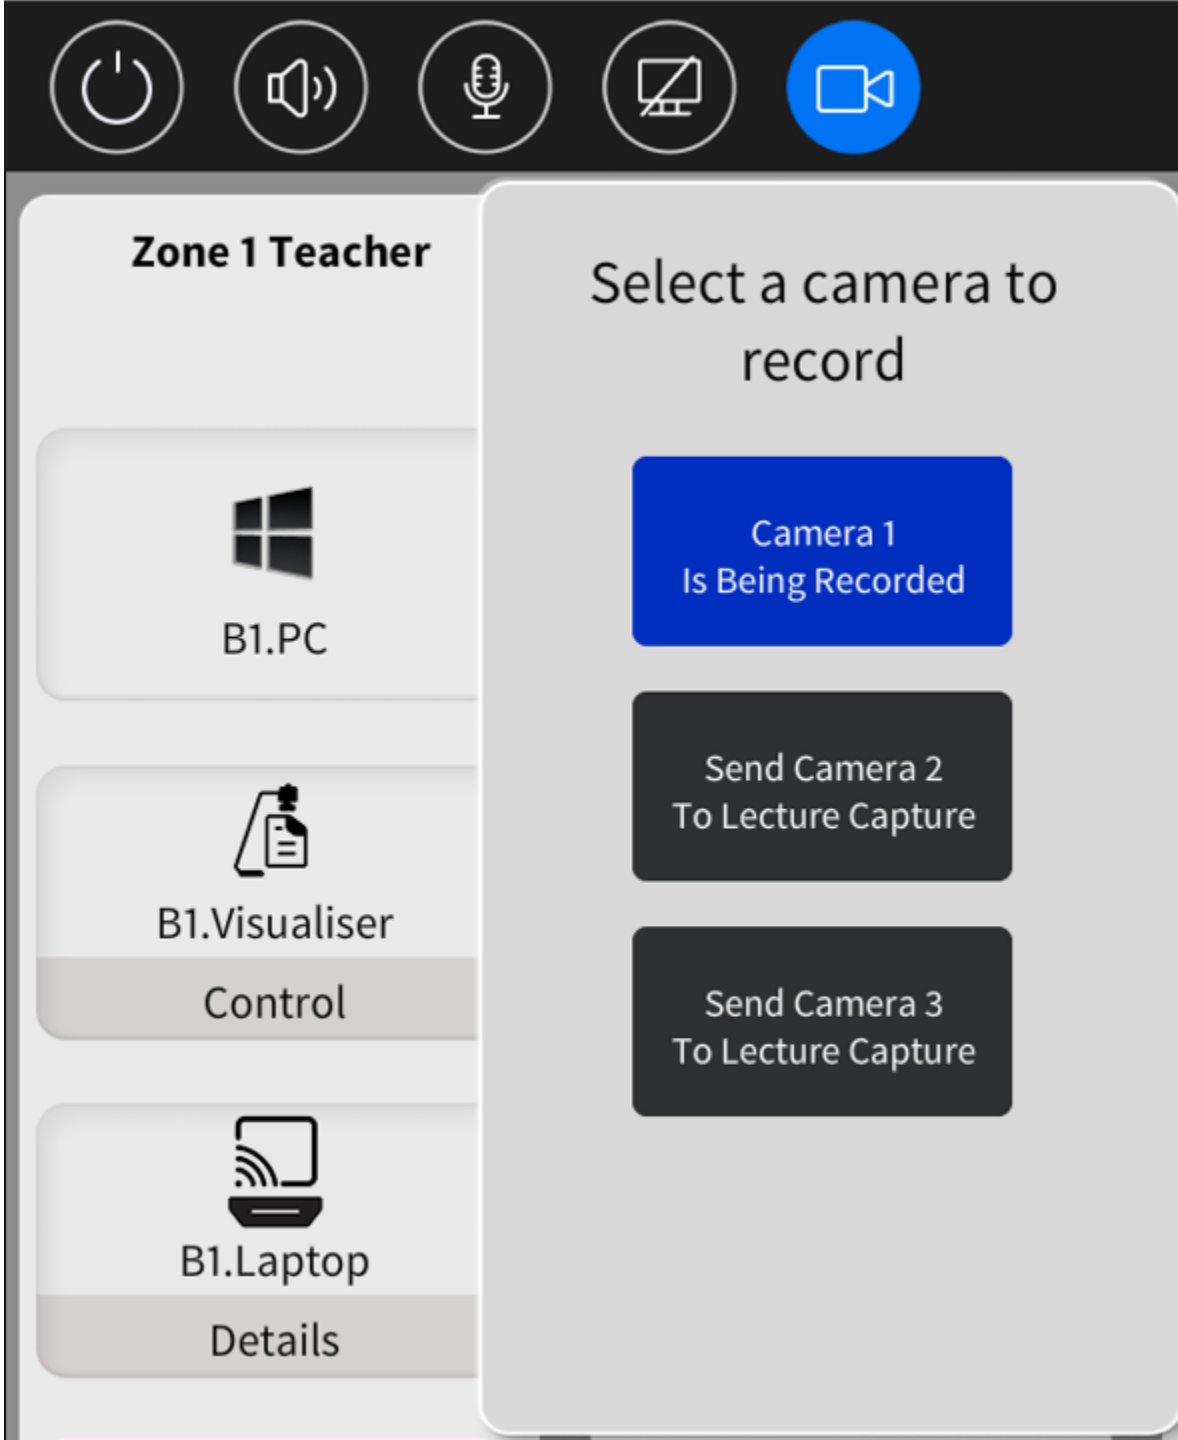 Zone 1 Teacher
B1.PC
B1.Visualiser
Control
B1.Laptop
Details
Select a camera to
record
Camera 1
Is Being Recorded
Send Camera 2
To Lecture Capture
Send Camera 3
To Lecture Capture